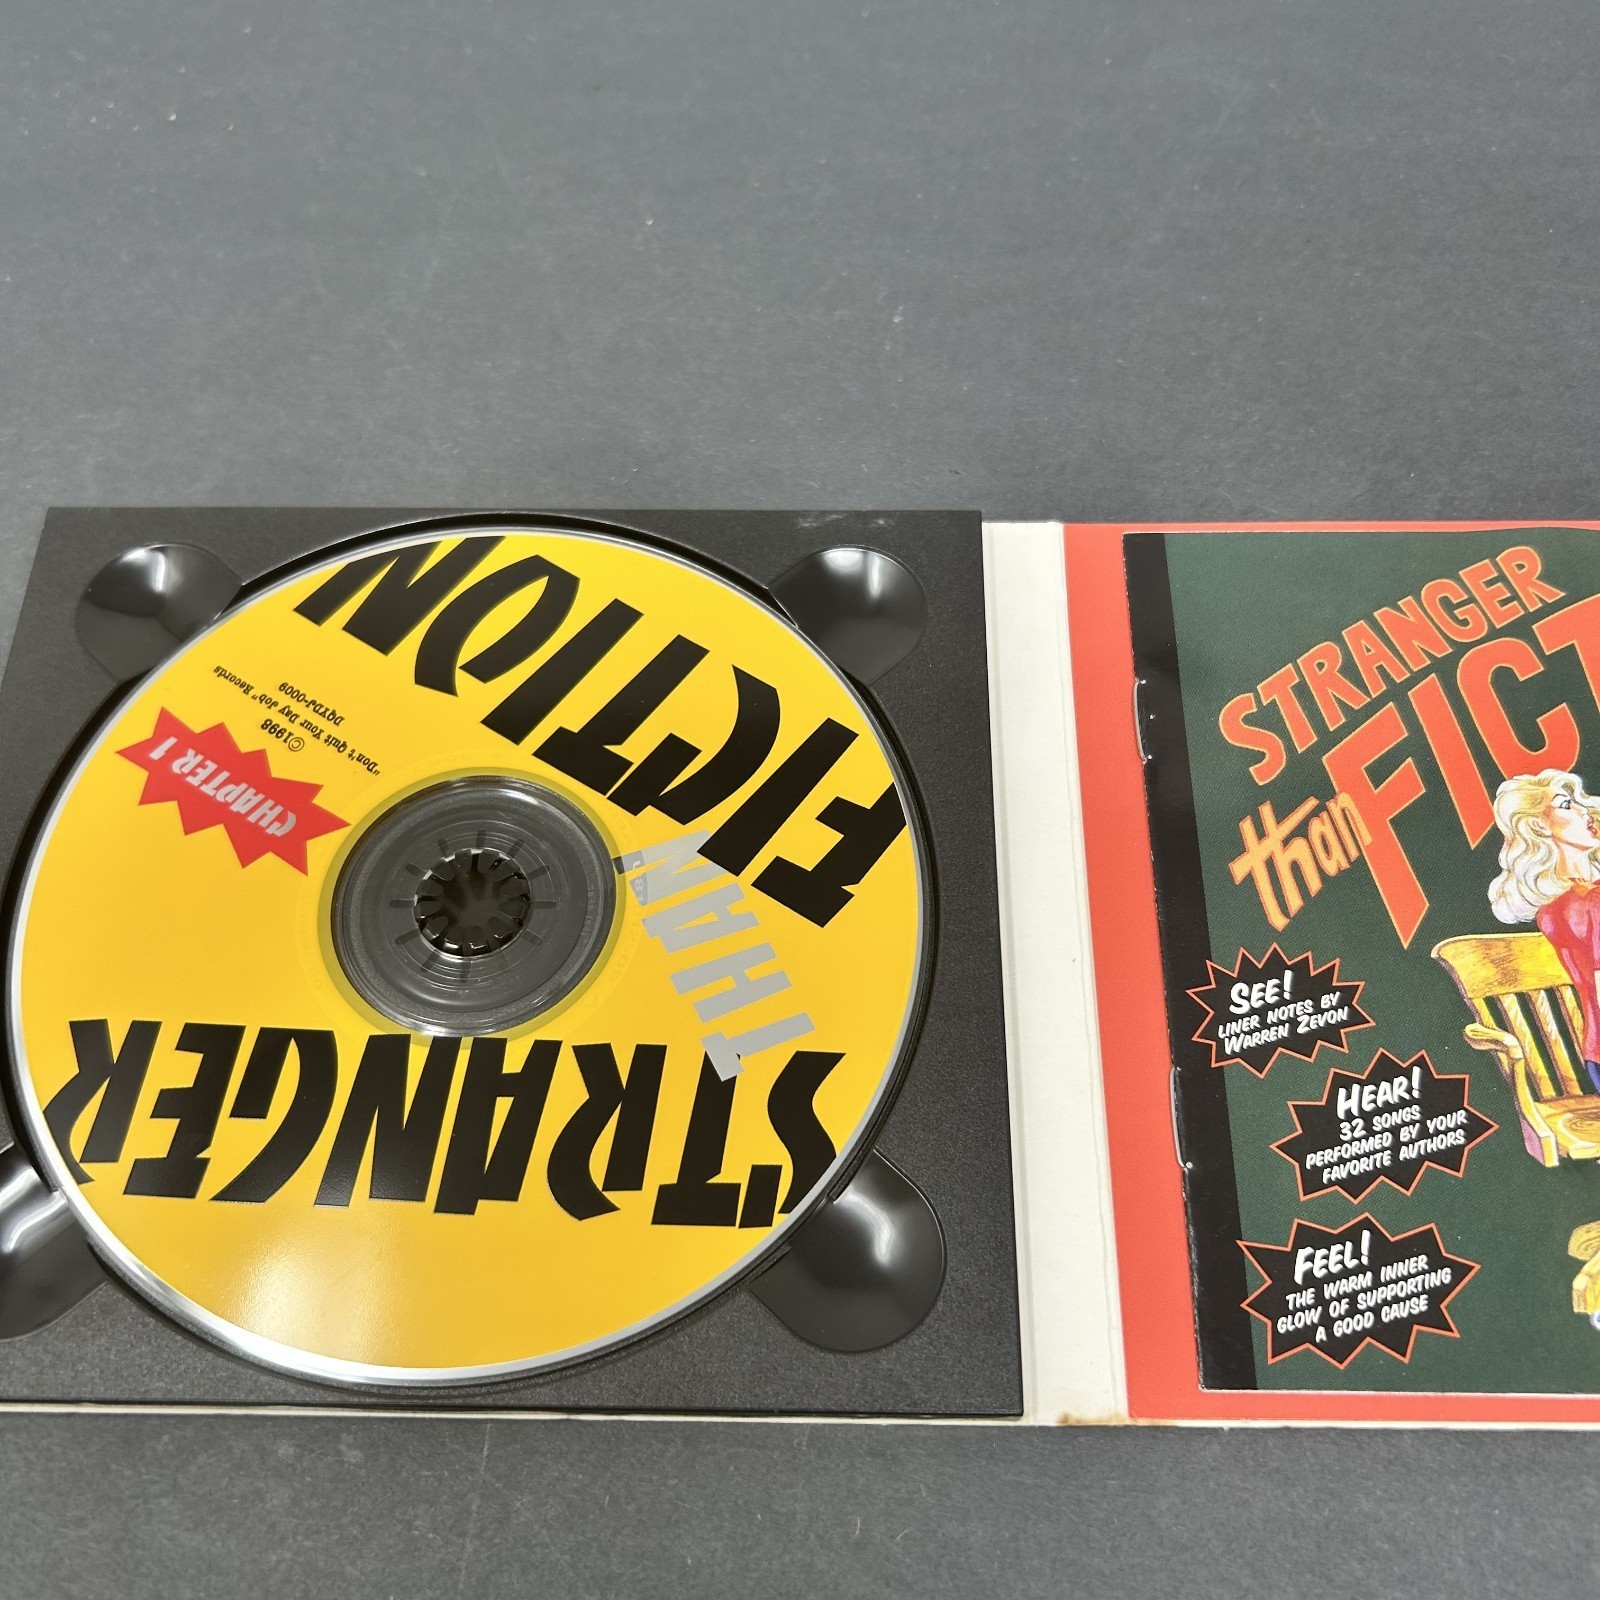 STRANGER
THAN
FICTION
CHAPTER 1
©1998
"Don't Quit Your Day Job" Records
DQYDJ-0009
STRANGER
than
FICT
SEE!
LINER NOTES BY
WARREN ZEVON
HEAR!
32 SONGS
PERFORMED BY YOUR
FAVORITE AUTHORS
FEEL!
THE WARM INNER
GLOW OF SUPPORTING
A GOOD CAUSE